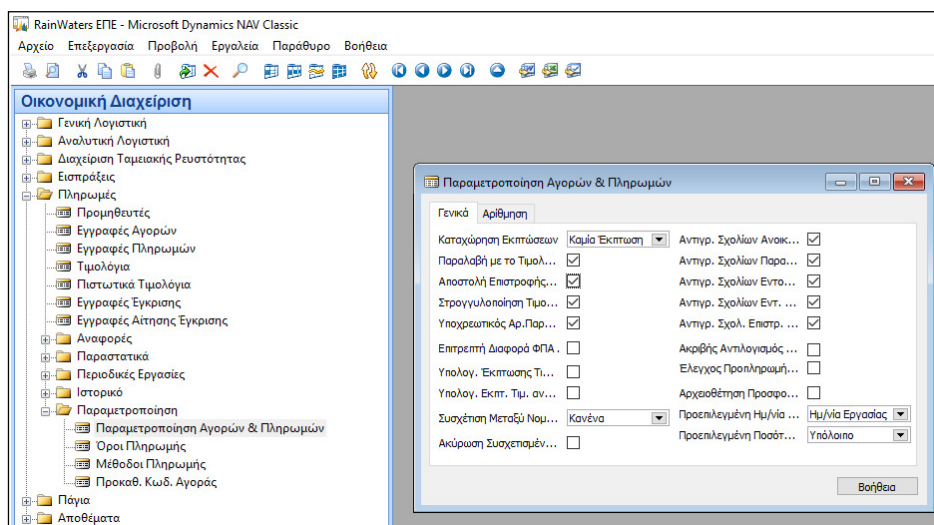 RainWaters ΕΠΕ - Microsoft Dynamics NAV Classic
Αρχείο Επεξεργασία Προβολή Εργαλεία Παράθυρο Βοήθεια
Οικονομική Διαχείριση
Γενική Λογιστική
Αναλυτική Λογιστική
Διαχείριση Ταμειακής Ρευστότητας
Εισπράξεις
Πληρωμές
Προμηθευτές
Εγγραφές Αγορών
Εγγραφές Πληρωμών
Τιμολόγια
Πιστωτικά Τιμολόγια
Εγγραφές Έγκρισης
Εγγραφές Αίτησης Έγκρισης
Αναφορές
Παραστατικά
Περιοδικές Εργασίες
Ιστορικό
Παραμετροποίηση
Παραμετροποίηση Αγορών & Πληρωμών
Όροι Πληρωμής
Μέθοδοι Πληρωμής
Προκαθ. Κωδ. Αγοράς
Πάγια
Αποθέματα
Παραμετροποίηση Αγορών & Πληρωμών
Γενικά Αρίθμηση
Καταχώρηση Εκπτώσεων Καμία Έκπτωση
Παραλαβή με το Τιμολ...
Αποστολή Επιστροφής...
Στρογγυλοποίηση Τιμο...
Υποχρεωτικός Αρ.Παρ...
Επιτρεπτή Διαφορά ΦΠΑ .
Υπολογ. Έκπτωσης Τι...
Υπολογ. Εκπτ. Τιμ. αν...
Συσχέτιση Μεταξύ Νομ... Κανένα
Ακύρωση Συσχετισμέν...
Αντιγρ. Σχολίων Ανοικ...
Αντιγρ. Σχολίων Παρα...
Αντιγρ. Σχολίων Εντο...
Αντιγρ. Σχολίων Εντ. ...
Αντιγρ. Σχολ. Επιστρ. ...
Ακριβής Αντιλογισμός ...
Έλεγχος Προπληρωμή...
Αρχειοθέτηση Προσφο...
Προεπιλεγμένη Ημ/νία ... Ημ/νία Εργασίας
Προεπιλεγμένη Ποσότ... Υπόλοιπο
Βοήθεια